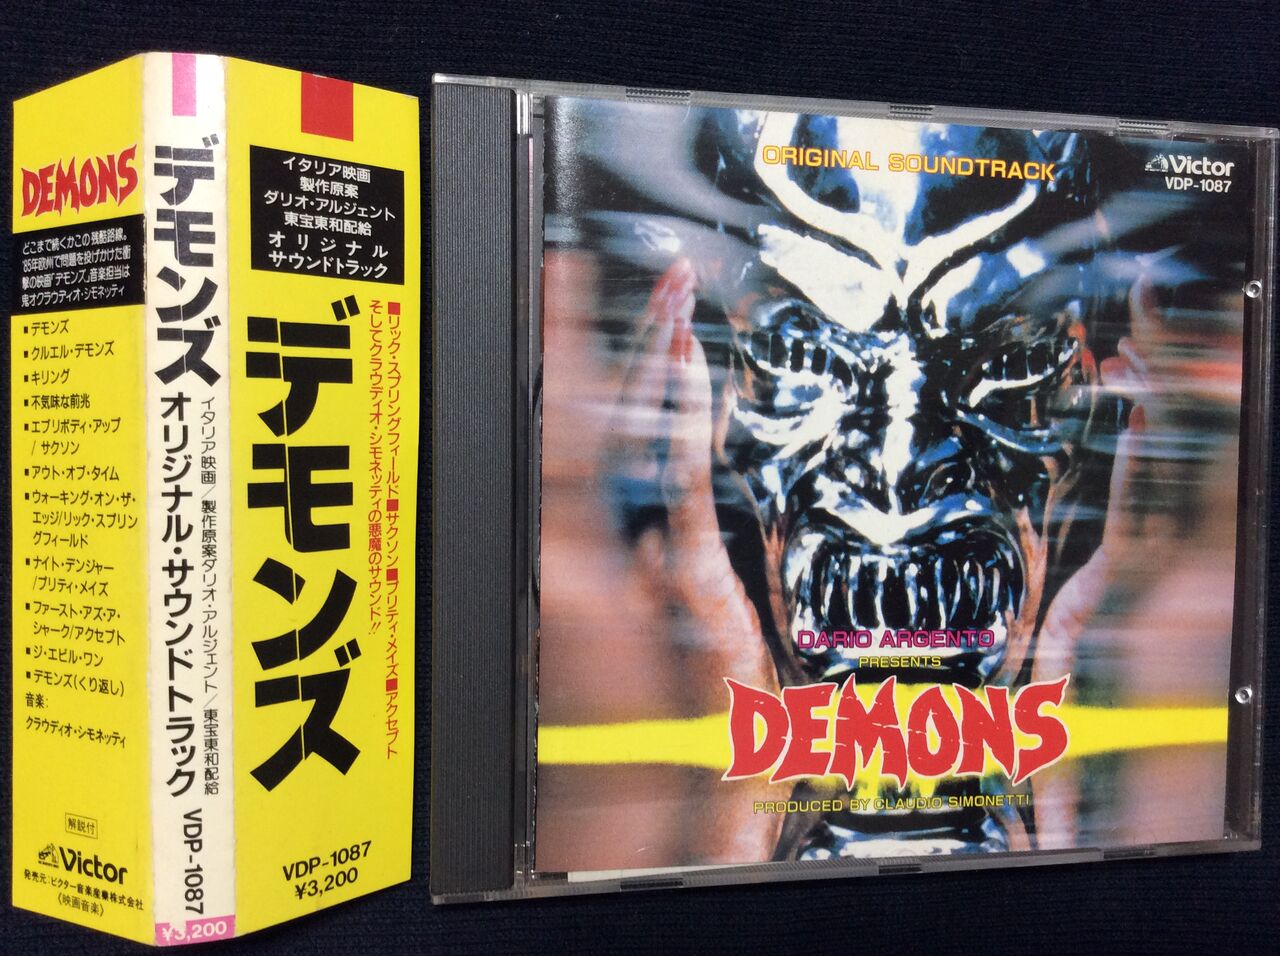 DEMONS
どこまで続くかこの残酷路線。
'85年欧州で問題を投げかけた衝
撃の映画「デモンズ」音楽担当は
鬼才クラウディオ・シモネッティ
■デモンズ
■クルエル・デモンズ
■キリング
■不気味な前兆
■エブリボディ・アップ
/サクソン
■アウト・オブ・タイム
■ウォーキング・オン・ザ・
エッジ/リック・スプリン
グフィールド
■ナイト・デンジャー
/プリティ・メイズ
■ファースト・アズ・ア・
シャーク/アクセプト
■ジ・エビル・ワン
■デモンズ(くり返し)
音楽:
クラウディオ・シモネッティ
解説付
Victor
発売元:ビクター音楽産業株式会社
〈映画音楽〉
デモンズ オリジナル・サウンドトラック VDP-1087
イタリア映画/製作原案ダリオ・アルジェント/東宝東和配給
¥3,200
イタリア映画
製作原案
ダリオ・アルジェント
東宝東和配給
オリジナル
サウンドトラック
デモンズ
■リック・スプリングフィールド■サクソン■プリティ・メイズ■アクセプト
そしてクラウディオ・シモネッティの悪魔のサウンド!!
VDP-1087
¥3,200
ORIGINAL SOUNDTRACK
Victor
VDP-1087
DARIO ARGENTO
PRESENTS
DEMONS
PRODUCED BY CLAUDIO SIMONETTI